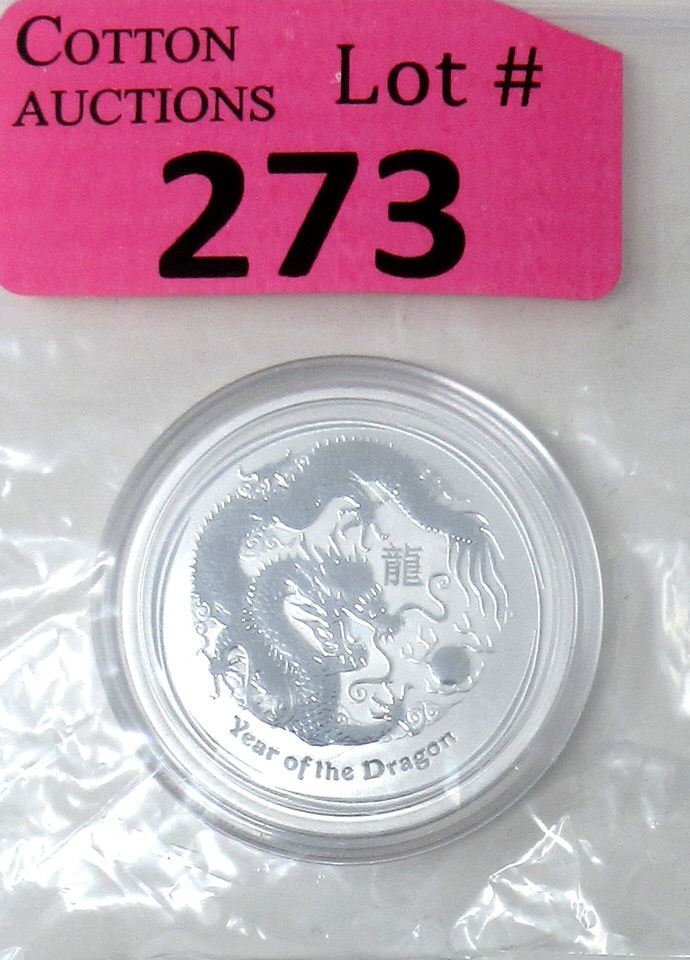 COTTON
AUCTIONS
Lot #
273
龍
Year of the Dragon